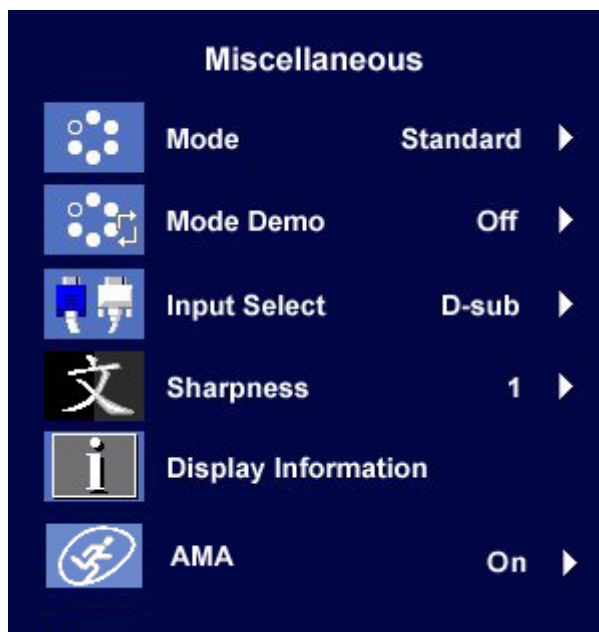 Miscellaneous
Mode Standard
Mode Demo Off
Input Select D-sub
文 Sharpness 1
i Display Information
AMA On